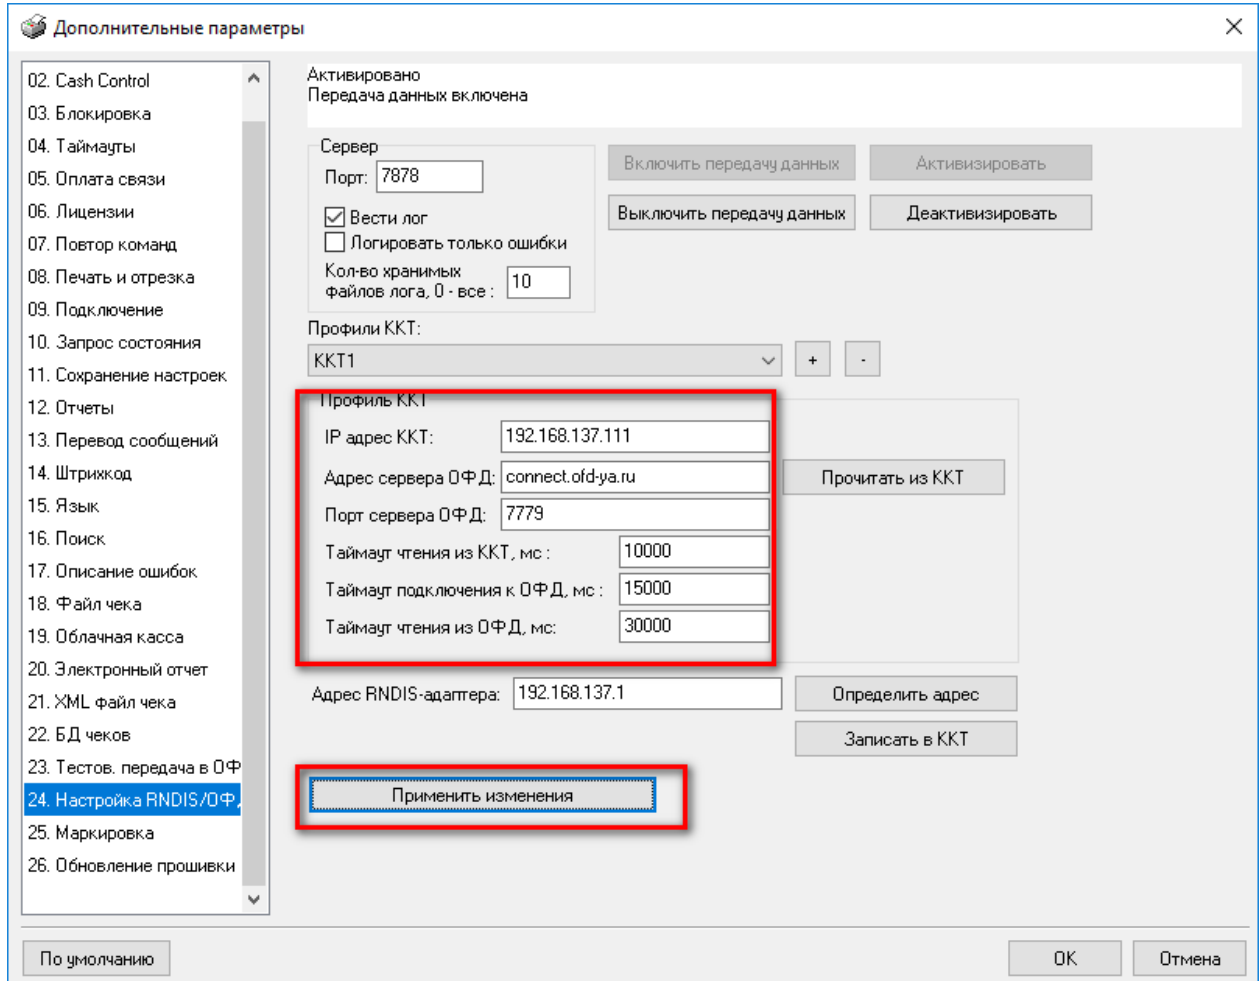 Дополнительные параметры
02. Cash Control
03. Блокировка
04. Таймауты
05. Оплата связи
06. Лицензии
07. Повтор команд
08. Печать и отрезка
09. Подключение
10. Запрос состояния
11. Сохранение настроек
12. Отчеты
13. Перевод сообщений
14. Штрихкод
15. Язык
16. Поиск
17. Описание ошибок
18. Файл чека
19. Облачная касса
20. Электронный отчет
21. XML файл чека
22. БД чеков
23. Тестов. передача в ОФ
24. Настройка RNDIS/ОФД
25. Маркировка
26. Обновление прошивки
Активировано
Передача данных включена
Сервер
Порт: 7878
Вести лог
Логировать только ошибки
Кол-во хранимых
файлов лога, 0 - все : 10
Включить передачу данных Активизировать
Выключить передачу данных Деактивизировать
Профили ККТ:
ККТ1 + -
Профиль ККТ
IP адрес ККТ: 192.168.137.111
Адрес сервера ОФД: connect.ofd-ya.ru Прочитать из ККТ
Порт сервера ОФД: 7779
Таймаут чтения из ККТ, мс : 10000
Таймаут подключения к ОФД, мс : 15000
Таймаут чтения из ОФД, мс: 30000
Адрес RNDIS-адаптера: 192.168.137.1 Определить адрес
Записать в ККТ
Применить изменения
По умолчанию OK Отмена